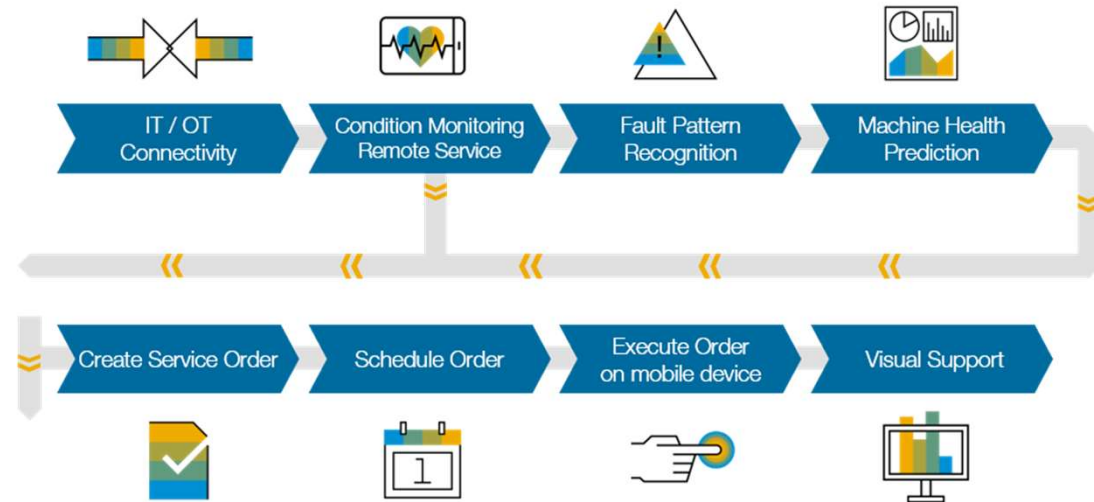 IT / OT
Connectivity
Condition Monitoring
Remote Service
Fault Pattern
Recognition
Machine Health
Prediction
Create Service Order
Schedule Order
Execute Order
on mobile device
Visual Support
!
1